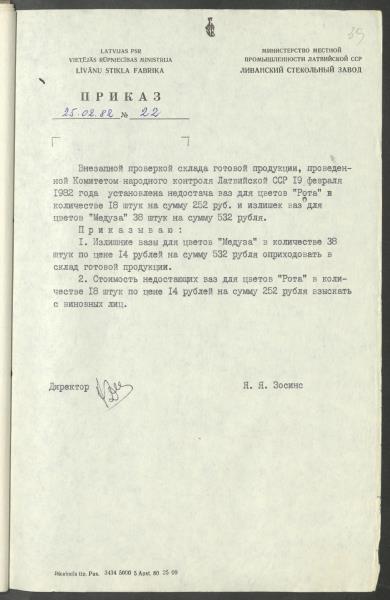 39
LATVIJAS PSR
VIETĒJĀS RŪPNIECĪBAS MINISTRIJA
LĪVĀNU STIKLA FABRIKA
МИНИСТЕРСТВО МЕСТНОЙ
ПРОМЫШЛЕННОСТИ ЛАТВИЙСКОЙ ССР
ЛИВАНСКИЙ СТЕКОЛЬНЫЙ ЗАВОД
ПРИКАЗ
25.02.82 № 22
Внезапной проверкой склада готовой продукции, проведен-
ной Комитетом народного контроля Латвийской ССР 19 февраля
1982 года установлена недостача ваз для цветов "Рота" в
количестве 18 штук на сумму 252 руб. и излишек ваз для
цветов "Медуза" 38 штук на сумму 532 рубля.
Приказываю:
1. Излишние вазы для цветов "Медуза" в количестве 38
штук по цене 14 рублей на сумму 532 рубля оприходовать в
склад готовой продукции.
2. Стоимость недостающих ваз для цветов "Рота" в коли-
честве 18 штук по цене 14 рублей на сумму 252 рубля взыскать
с виновных лиц.
Директор Я. Я. Зосинс
Jēkabpils tip. Pas. 3434 5000 5 Apst. 80 25 09